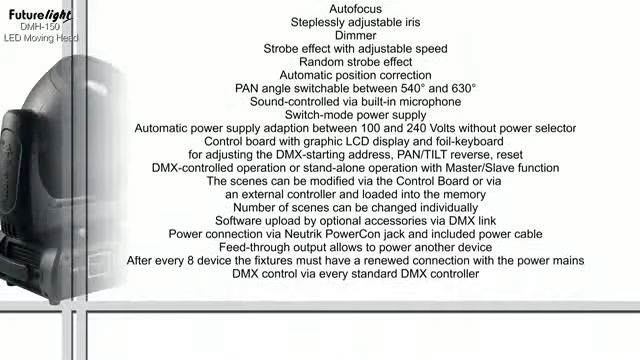 Futurelight
DMH-150
LED Moving Head
Autofocus
Steplessly adjustable iris
Dimmer
Strobe effect with adjustable speed
Random strobe effect
Automatic position correction
PAN angle switchable between 540° and 630°
Sound-controlled via built-in microphone
Switch-mode power supply
Automatic power supply adaption between 100 and 240 Volts without power selector
Control board with graphic LCD display and foil-keyboard
for adjusting the DMX-starting address, PAN/TILT reverse, reset
DMX-controlled operation or stand-alone operation with Master/Slave function
The scenes can be modified via the Control Board or via
an external controller and loaded into the memory
Number of scenes can be changed individually
Software upload by optional accessories via DMX link
Power connection via Neutrik PowerCon jack and included power cable
Feed-through output allows to power another device
After every 8 device the fixtures must have a renewed connection with the power mains
DMX control via every standard DMX controller